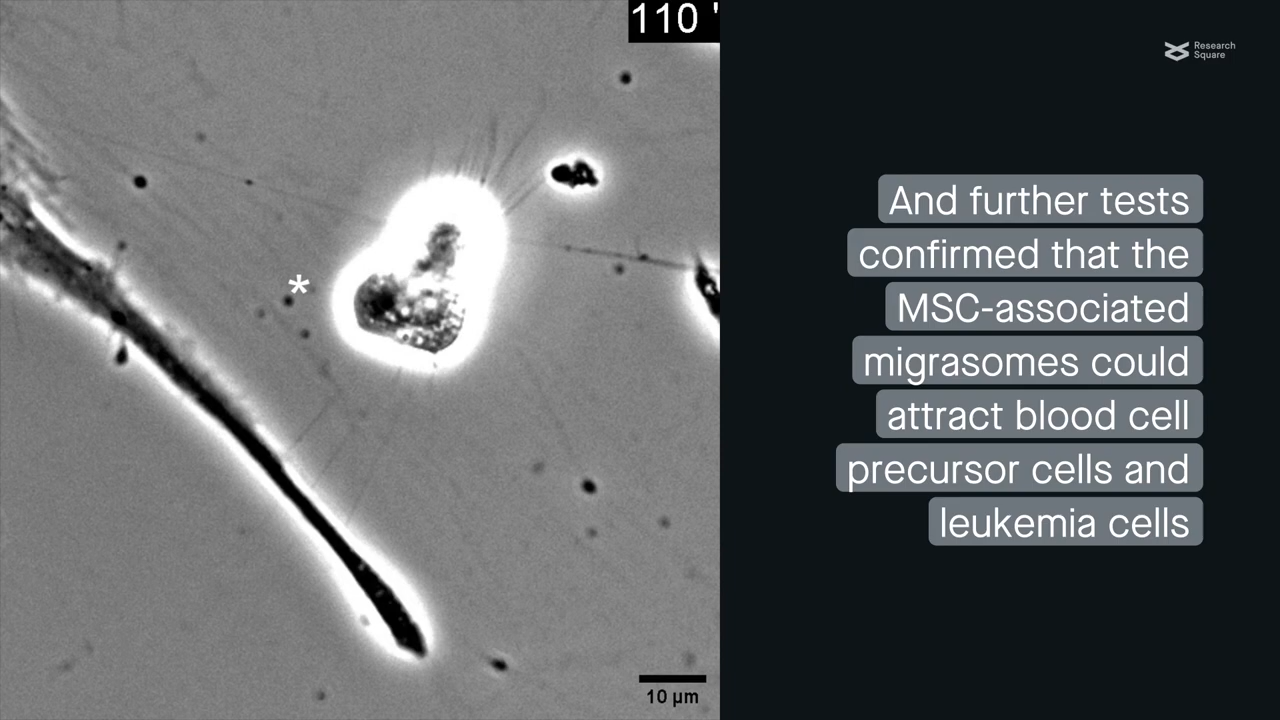 110 '
*
10 µm
Research
Square
And further tests
confirmed that the
MSC-associated
migrasomes could
attract blood cell
precursor cells and
leukemia cells